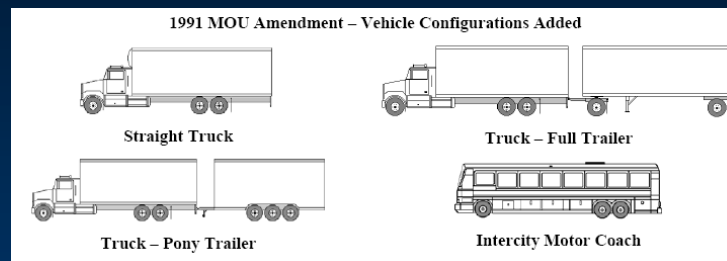 1991 MOU Amendment – Vehicle Configurations Added
Straight Truck
Truck – Full Trailer
Truck – Pony Trailer
Intercity Motor Coach